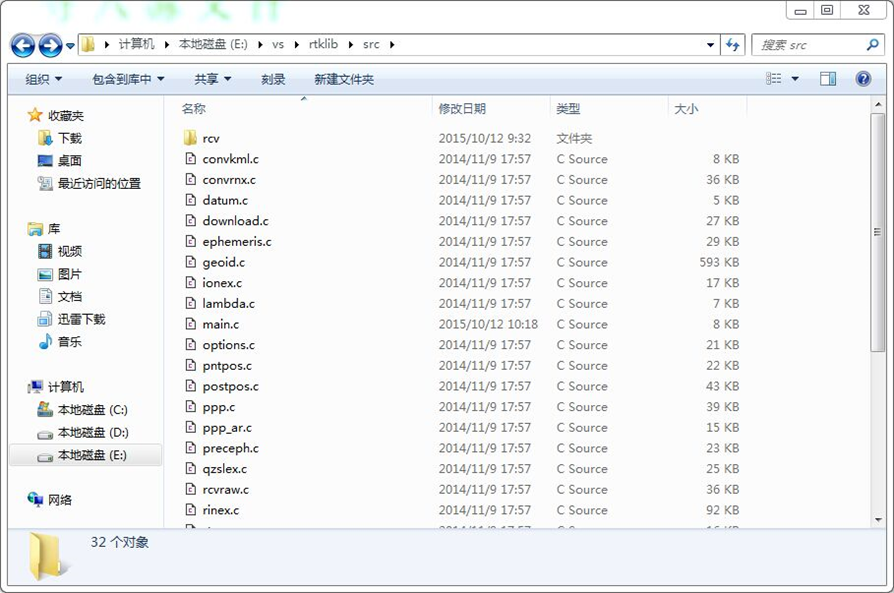 计算机 本地磁盘 (E:) vs rtklib src
搜索 src
组织 包含到库中 共享 刻录 新建文件夹
收藏夹
下载
桌面
最近访问的位置
库
视频
图片
文档
迅雷下载
音乐
计算机
本地磁盘 (C:)
本地磁盘 (D:)
本地磁盘 (E:)
网络
名称 修改日期 类型 大小
rcv 2015/10/12 9:32 文件夹
convkml.c 2014/11/9 17:57 C Source 8 KB
convrnx.c 2014/11/9 17:57 C Source 36 KB
datum.c 2014/11/9 17:57 C Source 5 KB
download.c 2014/11/9 17:57 C Source 27 KB
ephemeris.c 2014/11/9 17:57 C Source 29 KB
geoid.c 2014/11/9 17:57 C Source 593 KB
ionex.c 2014/11/9 17:57 C Source 17 KB
lambda.c 2014/11/9 17:57 C Source 7 KB
main.c 2015/10/12 10:18 C Source 8 KB
options.c 2014/11/9 17:57 C Source 21 KB
pntpos.c 2014/11/9 17:57 C Source 22 KB
postpos.c 2014/11/9 17:57 C Source 43 KB
ppp.c 2014/11/9 17:57 C Source 39 KB
ppp_ar.c 2014/11/9 17:57 C Source 15 KB
preceph.c 2014/11/9 17:57 C Source 23 KB
qzslex.c 2014/11/9 17:57 C Source 25 KB
rcvraw.c 2014/11/9 17:57 C Source 36 KB
rinex.c 2014/11/9 17:57 C Source 92 KB
32 个对象